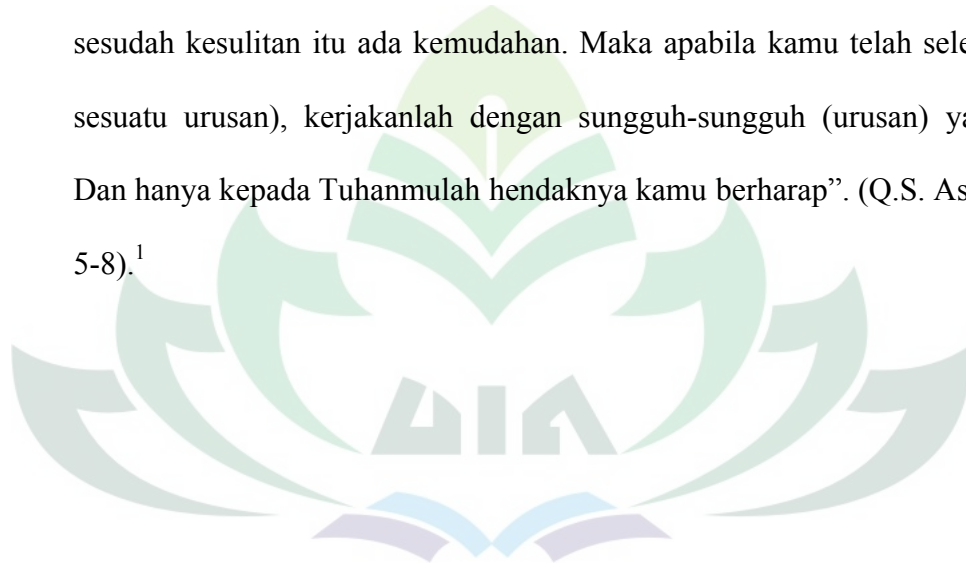 sesudah kesulitan itu ada kemudahan. Maka apabila kamu telah sele
sesuatu urusan), kerjakanlah dengan sungguh-sungguh (urusan) ya
Dan hanya kepada Tuhanmulah hendaknya kamu berharap”. (Q.S. As
5-8).¹
UIN